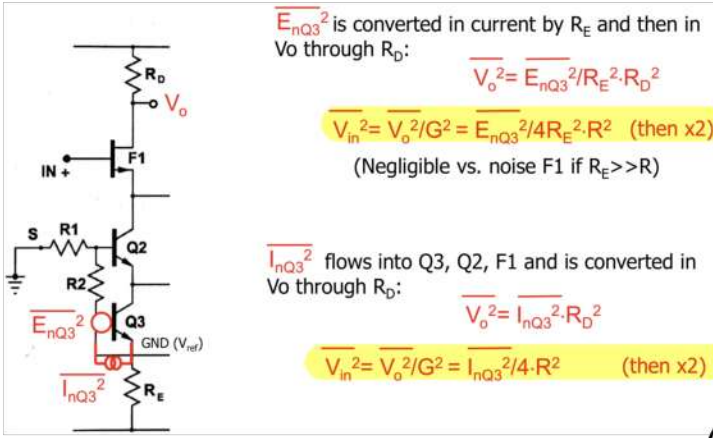 R_D
V_o
F1
IN +
S
R1
Q2
R2
E_nQ3²
Q3
GND (V_ref)
I_nQ3²
R_E
E_nQ3² is converted in current by R_E and then in
Vo through R_D:
V_o²= E_nQ3²/R_E²·R_D²
V_in²= V_o²/G² = E_nQ3²/4R_E²·R² (then x2)
(Negligible vs. noise F1 if R_E>>R)
I_nQ3² flows into Q3, Q2, F1 and is converted in
Vo through R_D:
V_o²= I_nQ3²·R_D²
V_in²= V_o²/G² = I_nQ3²/4·R² (then x2)